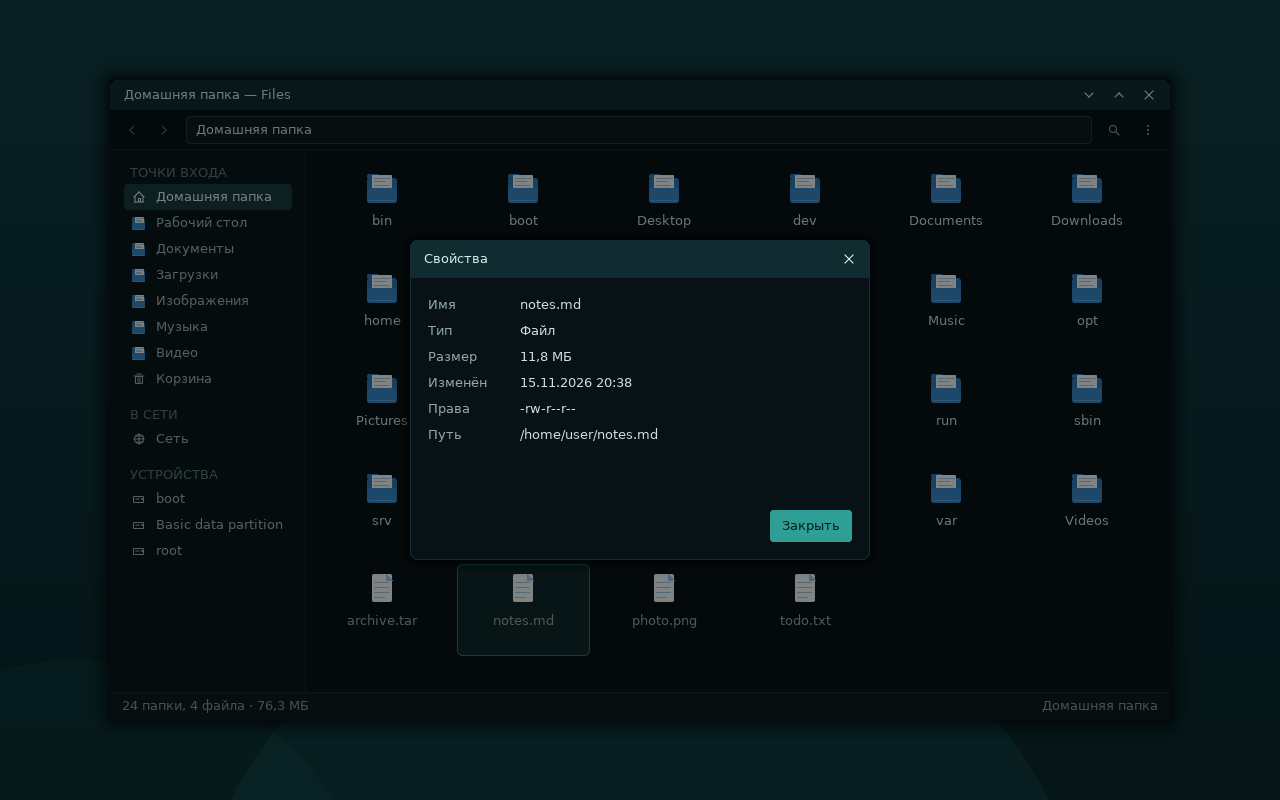 Домашняя папка — Files
Домашняя папка
ТОЧКИ ВХОДА
Домашняя папка
Рабочий стол
Документы
Загрузки
Изображения
Музыка
Видео
Корзина
В СЕТИ
Сеть
УСТРОЙСТВА
boot
Basic data partition
root
bin
boot
Desktop
dev
Documents
Downloads
home
Music
opt
Pictures
run
sbin
srv
var
Videos
archive.tar
notes.md
photo.png
todo.txt
Свойства
Имя notes.md
Тип Файл
Размер 11,8 МБ
Изменён 15.11.2026 20:38
Права -rw-r--r--
Путь /home/user/notes.md
Закрыть
24 папки, 4 файла · 76,3 МБ
Домашняя папка